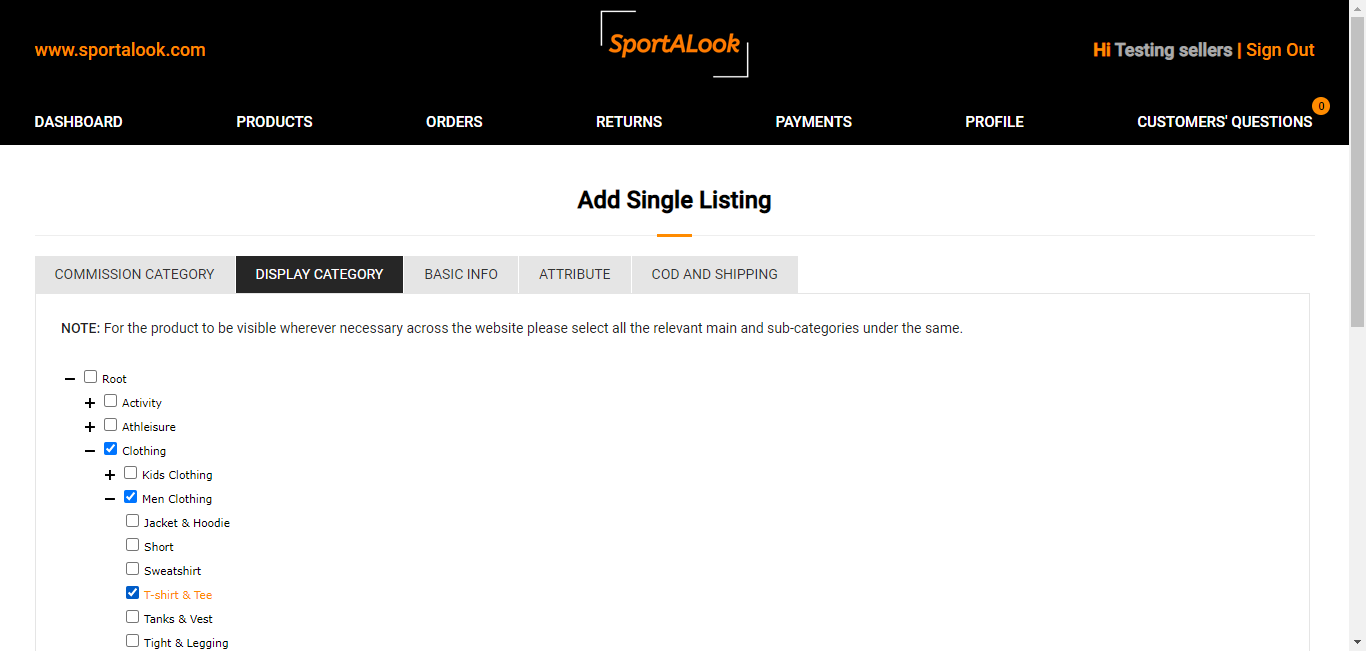 www.sportalook.com
SportALook
Hi Testing sellers | Sign Out
0
DASHBOARD PRODUCTS ORDERS RETURNS PAYMENTS PROFILE CUSTOMERS' QUESTIONS
Add Single Listing
COMMISSION CATEGORY DISPLAY CATEGORY BASIC INFO ATTRIBUTE COD AND SHIPPING
NOTE: For the product to be visible wherever necessary across the website please select all the relevant main and sub-categories under the same.
Root
Activity
Athleisure
Clothing
Kids Clothing
Men Clothing
Jacket & Hoodie
Short
Sweatshirt
T-shirt & Tee
Tanks & Vest
Tight & Legging